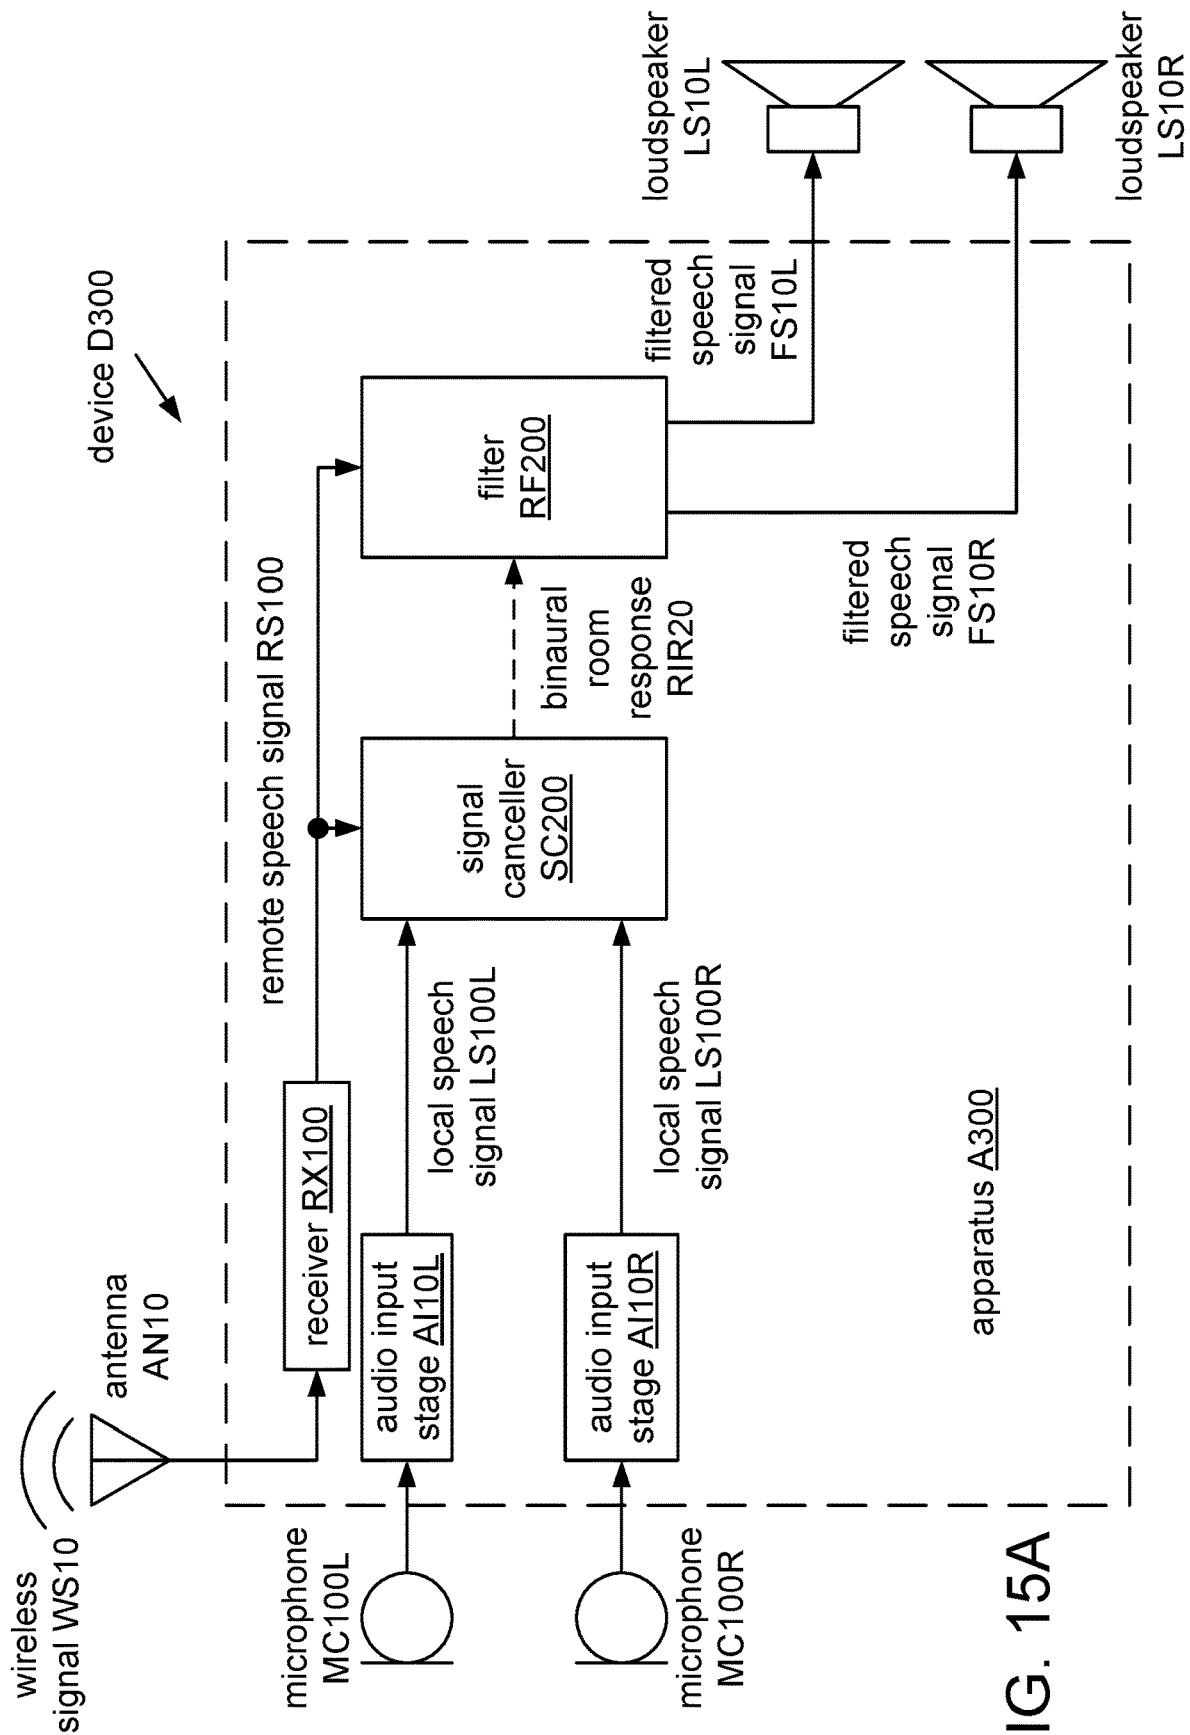 wireless
signal WS10
antenna
AN10
device D300
remote speech signal RS100
receiver RX100
microphone
MC100L
audio input
stage AI10L
local speech
signal LS100L
signal
canceller
SC200
binaural
room
response
RIR20
filter
RF200
filtered
speech
signal
FS10L
loudspeaker
LS10L
microphone
MC100R
audio input
stage AI10R
local speech
signal LS100R
filtered
speech
signal
FS10R
loudspeaker
LS10R
apparatus A300
IG. 15A